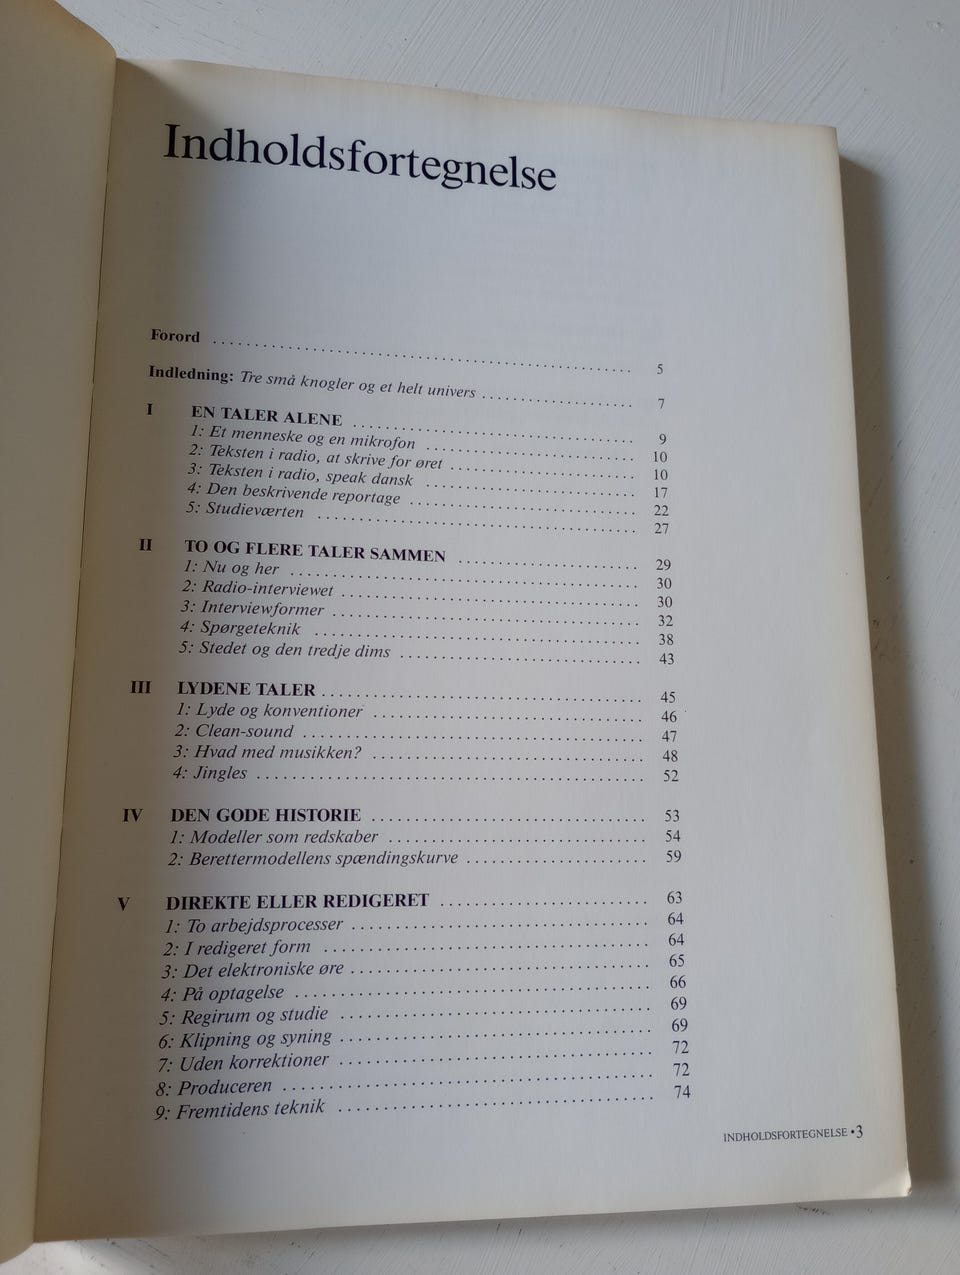 Indholdsfortegnelse
Forord 5
Indledning: Tre små knogler og et helt univers 7
I EN TALER ALENE 9
1: Et menneske og en mikrofon 10
2: Teksten i radio, at skrive for øret 10
3: Teksten i radio, speak dansk 17
4: Den beskrivende reportage 22
5: Studieværten 27
II TO OG FLERE TALER SAMMEN 29
1: Nu og her 30
2: Radio-interviewet 30
3: Interviewformer 32
4: Spørgeteknik 38
5: Stedet og den tredje dims 43
III LYDENE TALER 45
1: Lyde og konventioner 46
2: Clean-sound 47
3: Hvad med musikken? 48
4: Jingles 52
IV DEN GODE HISTORIE 53
1: Modeller som redskaber 54
2: Berettermodellens spændingskurve 59
V DIREKTE ELLER REDIGERET 63
1: To arbejdsprocesser 64
2: I redigeret form 64
3: Det elektroniske øre 65
4: På optagelse 66
5: Regirum og studie 69
6: Klipning og syning 69
7: Uden korrektioner 72
8: Produceren 72
9: Fremtidens teknik 74
INDHOLDSFORTEGNELSE • 3